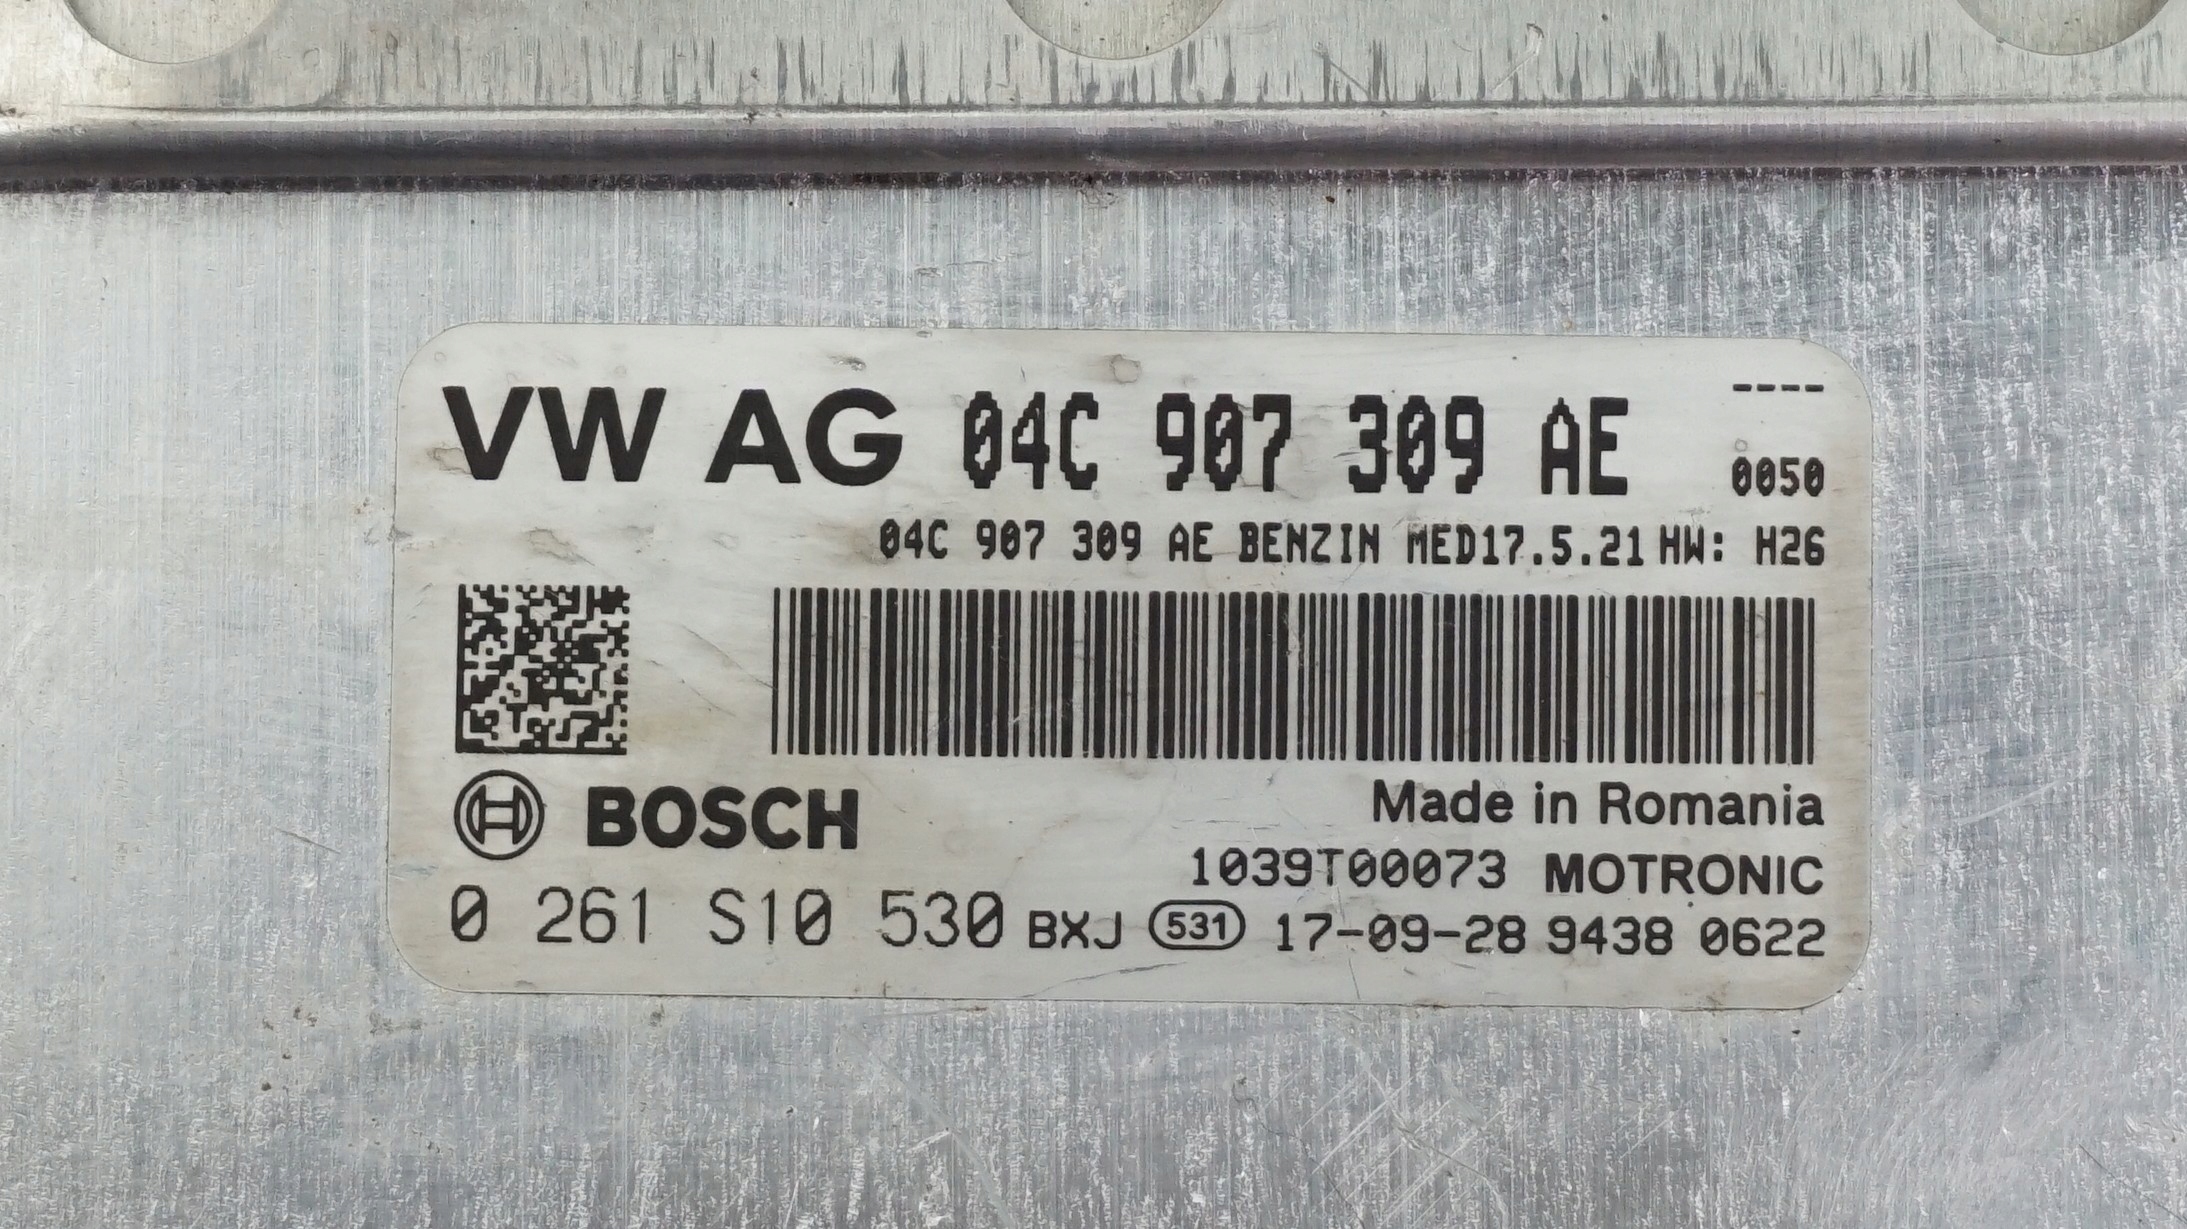 VW AG 04C 907 309 AE ----
0050
04C 907 309 AE BENZIN MED17.5.21 HW: H26
BOSCH Made in Romania
1039T00073 MOTRONIC
0 261 S10 530 BXJ 531 17-09-28 9438 0622